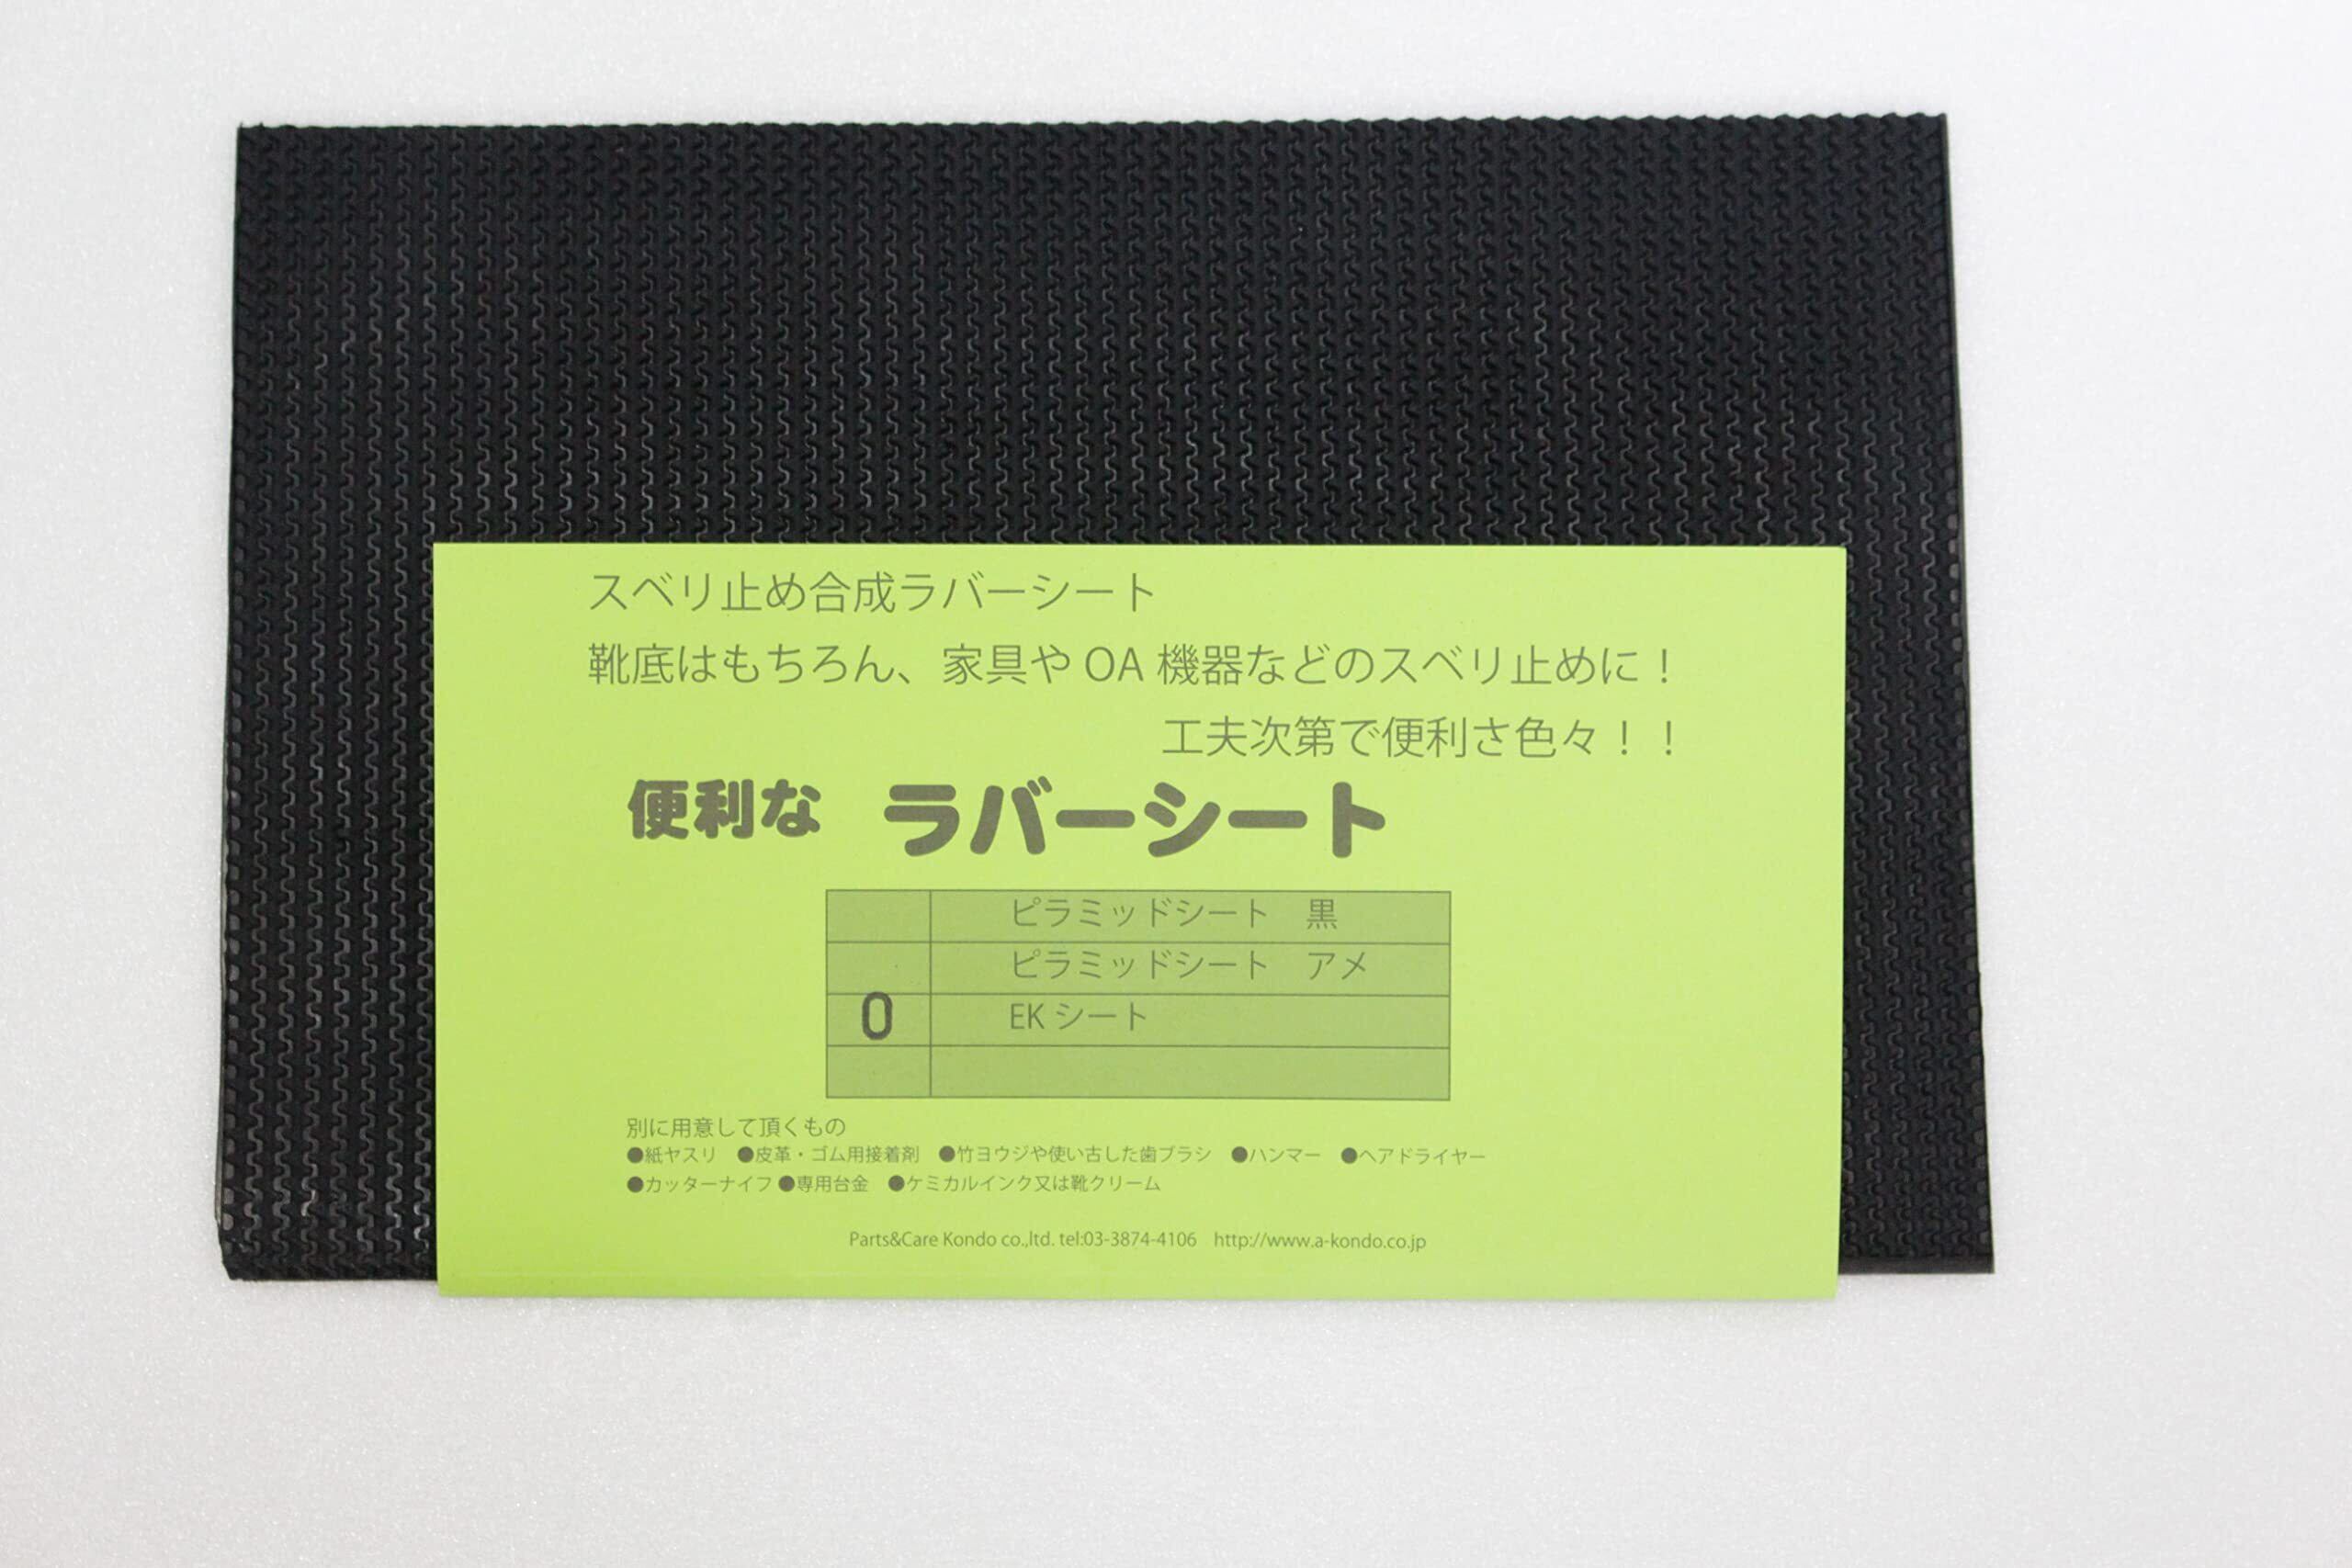 スベリ止め合成ラバーシート
靴底はもちろん、家具や OA 機器などのスベリ止めに！
工夫次第で便利さ色々！！
便利な ラバーシート
ピラミッドシート 黒
ピラミッドシート アメ
0 EK シート
別に用意して頂くもの
●紙ヤスリ ●皮革・ゴム用接着剤 ●竹ヨウジや使い古した歯ブラシ ●ハンマー ●ヘアドライヤー
●カッターナイフ ●専用台金 ●ケミカルインク又は靴クリーム
Parts&Care Kondo co.,ltd. tel:03-3874-4106 http://www.a-kondo.co.jp